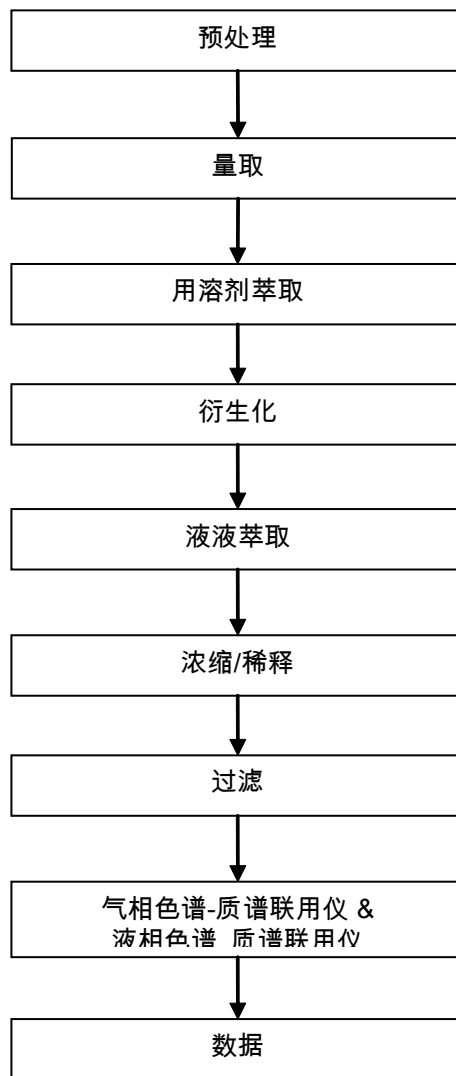 预处理
量取
用溶剂萃取
衍生化
液液萃取
浓缩/稀释
过滤
气相色谱-质谱联用仪 &
液相色谱-质谱联用仪
数据